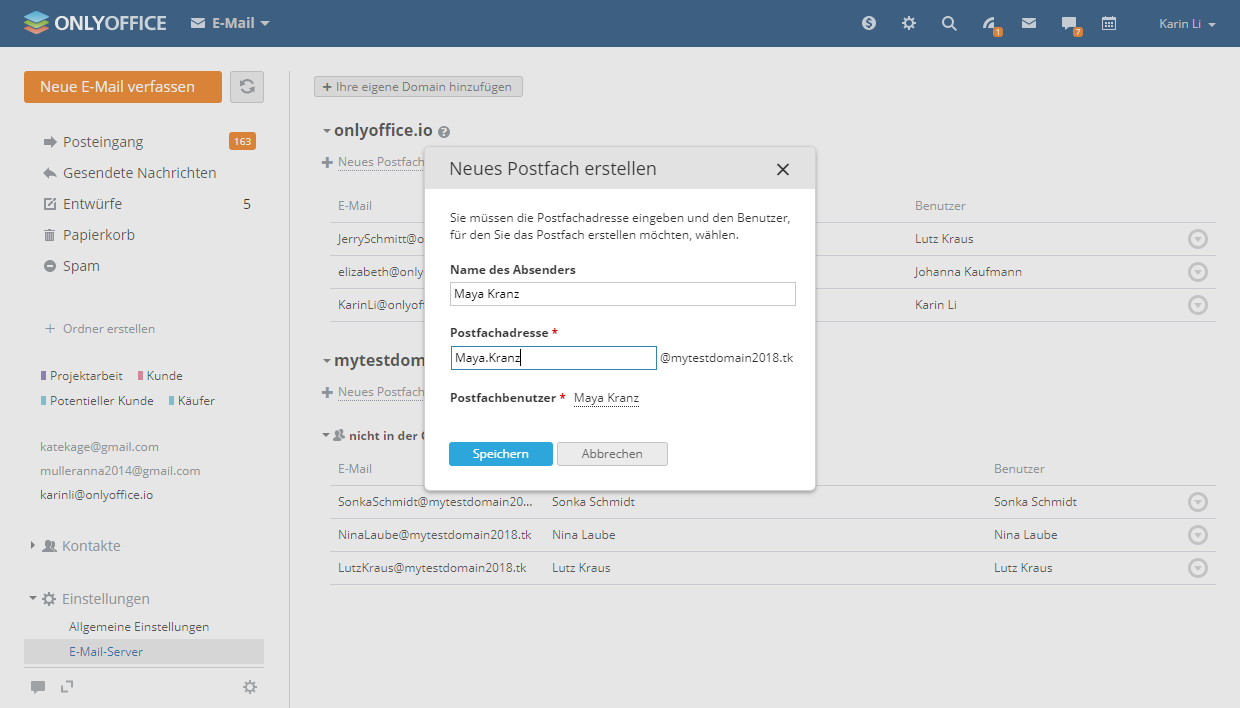 ONLYOFFICE E-Mail
1
7
Karin Li
Neue E-Mail verfassen
Posteingang 163
Gesendete Nachrichten
Entwürfe 5
Papierkorb
Spam
+ Ordner erstellen
Projektarbeit Kunde
Potentieller Kunde Käufer
katekage@gmail.com
mulleranna2014@gmail.com
karinli@onlyoffice.io
Kontakte
Einstellungen
Allgemeine Einstellungen
E-Mail-Server
+ Ihre eigene Domain hinzufügen
onlyoffice.io ?
+ Neues Postfach
E-Mail Benutzer
JerrySchmitt@o Lutz Kraus
elizabeth@only Johanna Kaufmann
KarinLi@onlyof Karin Li
mytestdom
+ Neues Postfach
nicht in der
E-Mail Benutzer
SonkaSchmidt@mytestdomain20... Sonka Schmidt Sonka Schmidt
NinaLaube@mytestdomain2018.tk Nina Laube Nina Laube
LutzKraus@mytestdomain2018.tk Lutz Kraus Lutz Kraus
Neues Postfach erstellen
Sie müssen die Postfachadresse eingeben und den Benutzer,
für den Sie das Postfach erstellen möchten, wählen.
Name des Absenders
Maya Kranz
Postfachadresse *
Maya.Kranz @mytestdomain2018.tk
Postfachbenutzer * Maya Kranz
Speichern Abbrechen